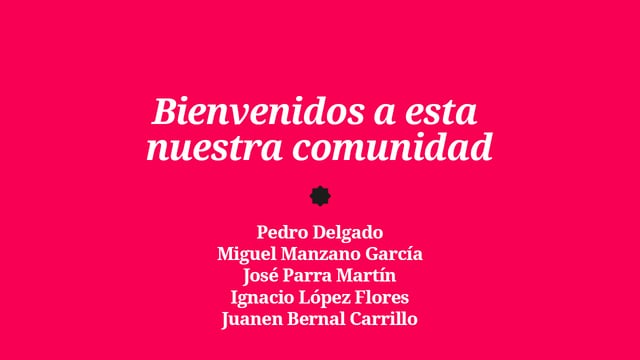 Bienvenidos a esta
nuestra comunidad
Pedro Delgado
Miguel Manzano García
José Parra Martín
Ignacio López Flores
Juanen Bernal Carrillo